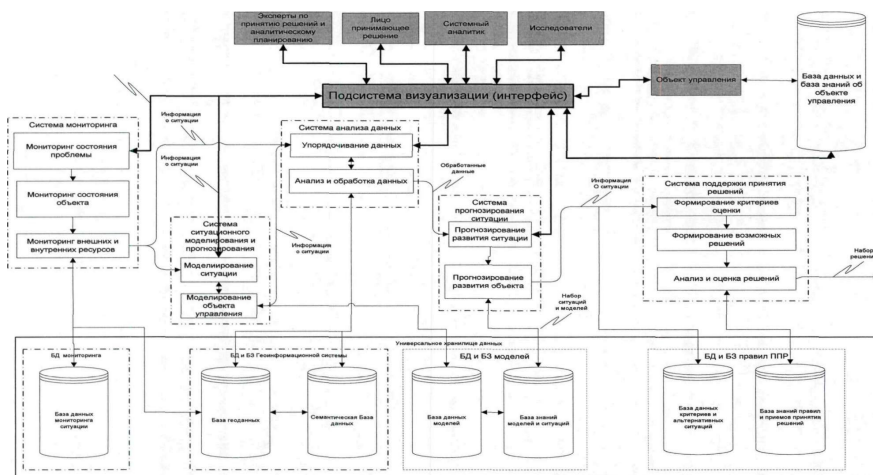 Эксперты по
принятию решений и
аналитическому
планированию
Лицо
принимающее
решение
Системный
аналитик
Исследователи
База данных и
база знаний об
объекте
управления
Объект управления
Подсистема визуализации (интерфейс)
Информация
о ситуации
Система мониторинга
Мониторинг состояния
проблемы
Мониторинг состояния
объекта
Мониторинг внешних и
внутренних ресурсов
Информация
о ситуации
Система анализа данных
Упорядочивание данных
Анализ и обработка данных
Обработанные
данные
Информация
о ситуации
Система
ситуационного
моделирования и
прогнозирования
Моделиирование
ситуации
Моделирование
объекта
управления
Система
прогнозирования
ситуации
Прогнозирование
развития ситуации
Прогнозирование
развития объекта
Информация
О ситуации
Система поддержки принятия
решений
Формирование критериев
оценки
Формирование возможных
решений
Анализ и оценка решений
Набор
решени
Набор
ситуаций
и моделей
Универсальное хранилище данных
БД мониторинга
База данных
мониторинга
ситуации
БД и БЗ Геоинформационной системы
База геоданных
Семантическая База
данных
БД и БЗ моделей
База данных
моделей
База знаний
моделей и ситуаций
БД и БЗ правил ППР
База данных
критериев и
альтернативных
ситуаций
База знаний правил
и приемов принятия
решений